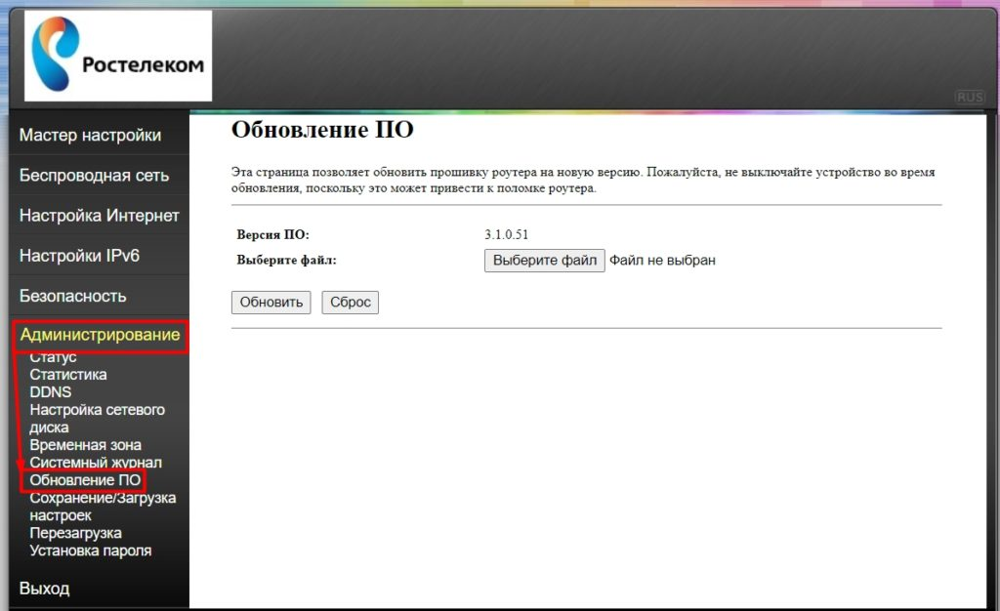 Ростелеком
RUS
Мастер настройки
Беспроводная сеть
Настройка Интернет
Настройки IPv6
Безопасность
Администрирование
Статус
Статистика
DDNS
Настройка сетевого
диска
Временная зона
Системный журнал
Обновление ПО
Сохранение/Загрузка
настроек
Перезагрузка
Установка пароля
Выход
Обновление ПО
Эта страница позволяет обновить прошивку роутера на новую версию. Пожалуйста, не выключайте устройство во время
обновления, поскольку это может привести к поломке роутера.
Версия ПО: 3.1.0.51
Выберите файл: Выберите файл Файл не выбран
Обновить Сброс